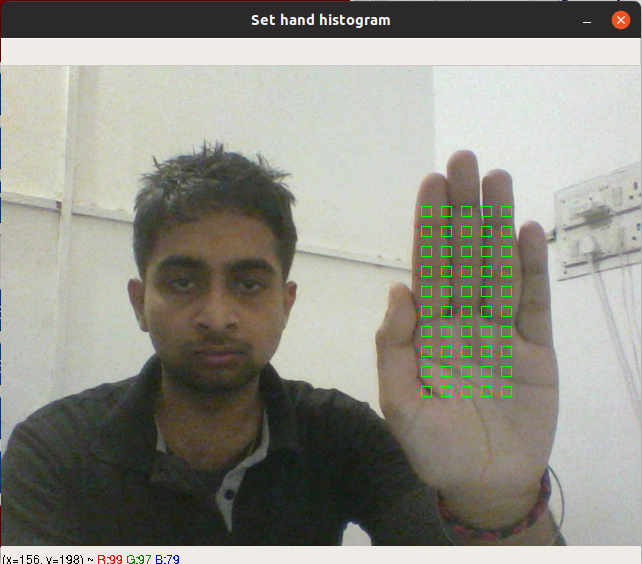 Set hand histogram
(x=156, y=198) ~ R:99 G:97 B:79